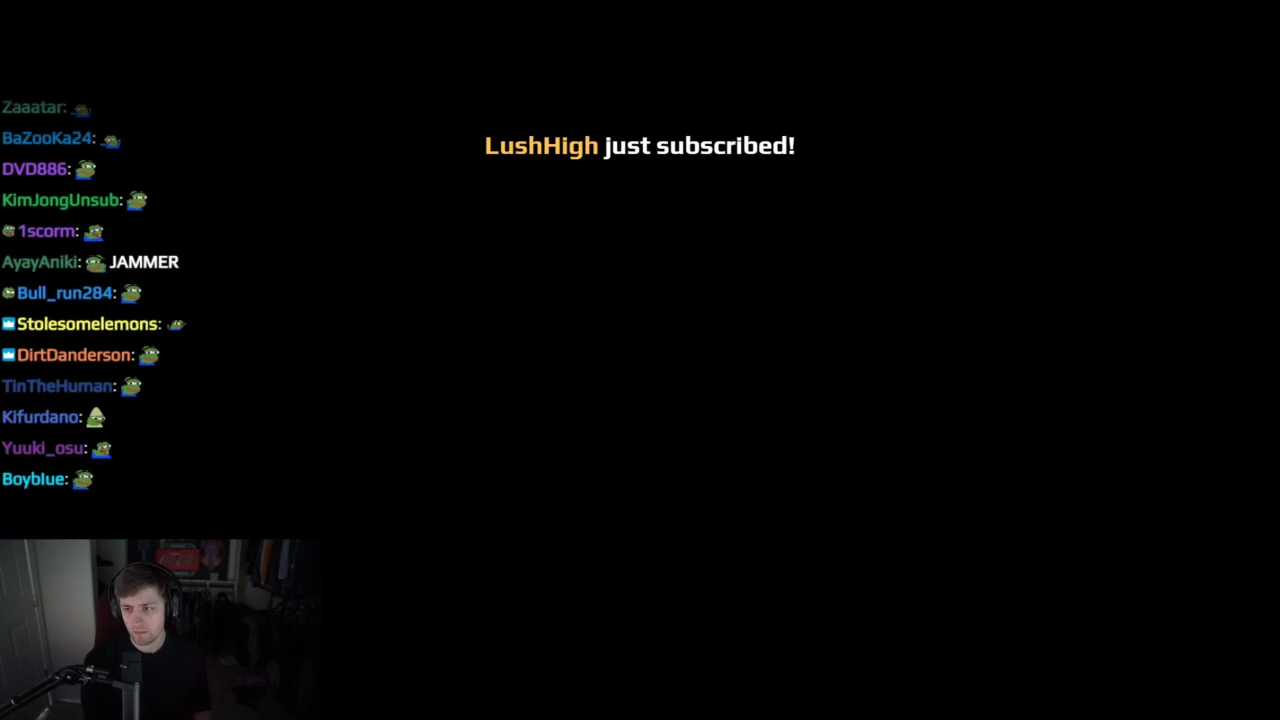 Zaaatar:
BaZooKa24:
LushHigh just subscribed!
DVD886:
KimJongUnsub:
1scorm:
AyayAniki: JAMMER
Bull_run284:
Stolesomelemons:
DirtDanderson:
TinTheHuman:
Kifurdano:
Yuuki_osu:
Boyblue: